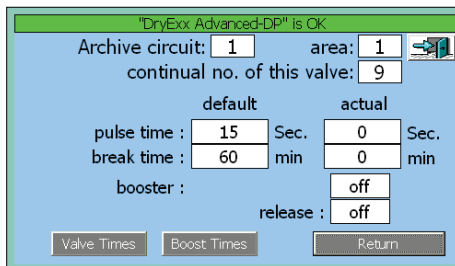 "DryExx Advanced-DP" is OK
Archive circuit: 1 area: 1
continual no. of this valve: 9
default actual
pulse time : 15 Sec. 0 Sec.
break time : 60 min 0 min
booster : off
release : off
Valve Times Boost Times Return